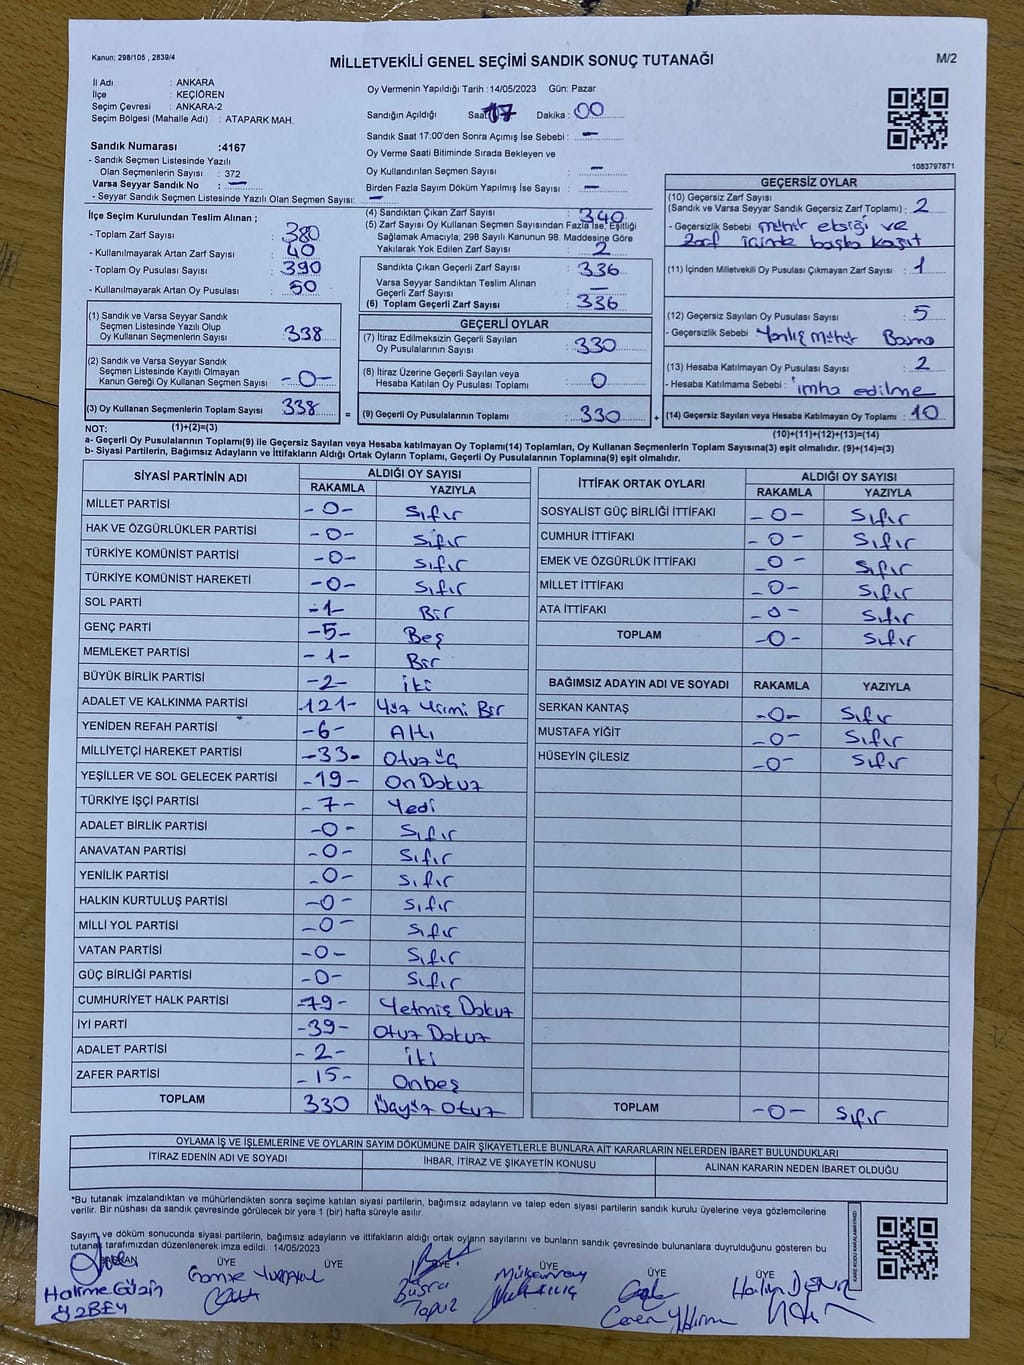 Kanun; 298/105 , 2839/4
MİLLETVEKİLİ GENEL SEÇİMİ SANDIK SONUÇ TUTANAĞI
M/2
İl Adı : ANKARA
İlçe : KEÇİÖREN
Seçim Çevresi : ANKARA-2
Seçim Bölgesi (Mahalle Adı) : ATAPARK MAH.
Sandık Numarası :4167
- Sandık Seçmen Listesinde Yazılı
Olan Seçmenlerin Sayısı : 372
Varsa Seyyar Sandık No : —
- Seyyar Sandık Seçmen Listesinde Yazılı Olan Seçmen Sayısı: —
Oy Vermenin Yapıldığı Tarih :14/05/2023 Gün: Pazar
Sandığın Açıldığı Saat: 17 Dakika : 00
Sandık Saat 17:00'den Sonra Açımış İse Sebebi : —
Oy Verme Saati Bitiminde Sırada Bekleyen ve
Oy Kullandırılan Seçmen Sayısı : —
Birden Fazla Sayım Döküm Yapılmış İse Sayısı : —
1083797871
İlçe Seçim Kurulundan Teslim Alınan ;
- Toplam Zarf Sayısı : 380
- Kullanılmayarak Artan Zarf Sayısı : 40
- Toplam Oy Pusulası Sayısı : 390
- Kullanılmayarak Artan Oy Pusulası : 50
(1) Sandık ve Varsa Seyyar Sandık
Seçmen Listesinde Yazılı Olup
Oy Kullanan Seçmenlerin Sayısı : 338
(2) Sandık ve Varsa Seyyar Sandık
Seçmen Listesinde Kayıtlı Olmayan
Kanun Gereği Oy Kullanan Seçmen Sayısı : -0-
(3) Oy Kullanan Seçmenlerin Toplam Sayısı : 338 =
(4) Sandıktan Çıkan Zarf Sayısı : 340
(5) Zarf Sayısı Oy Kullanan Seçmen Sayısından Fazla İse, Eşitliği
Sağlamak Amacıyla; 298 Sayılı Kanunun 98. Maddesine Göre
Yakılarak Yok Edilen Zarf Sayısı : 2
Sandıkta Çıkan Geçerli Zarf Sayısı : 336
Varsa Seyyar Sandıktan Teslim Alınan
Geçerli Zarf Sayısı : —
(6) Toplam Geçerli Zarf Sayısı : 336
GEÇERLİ OYLAR
(7) İtiraz Edilmeksizin Geçerli Sayılan
Oy Pusulalarının Sayısı : 330
(8) İtiraz Üzerine Geçerli Sayılan veya
Hesaba Katılan Oy Pusulası Toplamı : 0
(9) Geçerli Oy Pusulalarının Toplamı : 330 +
GEÇERSİZ OYLAR
(10) Geçersiz Zarf Sayısı
(Sandık ve Varsa Seyyar Sandık Geçersiz Zarf Toplamı) : 2
- Geçersizlik Sebebi : mühür eksiği ve
zarf içinde başka kağıt
(11) İçinden Milletvekili Oy Pusulası Çıkmayan Zarf Sayısı : 1
(12) Geçersiz Sayılan Oy Pusulası Sayısı : 5
- Geçersizlik Sebebi : Yanlış Mühür Basma
(13) Hesaba Katılmayan Oy Pusulası Sayısı : 2
- Hesaba Katılmama Sebebi : imha edilme
(14) Geçersiz Sayılan veya Hesaba Katılmayan Oy Toplamı : 10
NOT: (1)+(2)=(3)
(10)+(11)+(12)+(13)=(14)
a- Geçerli Oy Pusulalarının Toplamı(9) ile Geçersiz Sayılan veya Hesaba katılmayan Oy Toplamı(14) Toplamları, Oy Kullanan Seçmenlerin Toplam Sayısına(3) eşit olmalıdır. (9)+(14)=(3)
b- Siyasi Partilerin, Bağımsız Adayların ve İttifakların Aldığı Ortak Oyların Toplamı, Geçerli Oy Pusulalarının Toplamına(9) eşit olmalıdır.
SİYASİ PARTİNİN ADI ALDIĞI OY SAYISI
RAKAMLA YAZIYLA
MİLLET PARTİSİ -0- Sıfır
HAK VE ÖZGÜRLÜKLER PARTİSİ -0- Sıfır
TÜRKİYE KOMÜNİST PARTİSİ -0- Sıfır
TÜRKİYE KOMÜNİST HAREKETİ -0- Sıfır
SOL PARTİ -1- Bir
GENÇ PARTİ -5- Beş
MEMLEKET PARTİSİ -1- Bir
BÜYÜK BİRLİK PARTİSİ -2- iki
ADALET VE KALKINMA PARTİSİ -121- Yüz Yirmi Bir
YENİDEN REFAH PARTİSİ -6- Altı
MİLLİYETÇİ HAREKET PARTİSİ -33- Otuz üç
YEŞİLLER VE SOL GELECEK PARTİSİ -19- On Dokuz
TÜRKİYE İŞÇİ PARTİSİ -7- Yedi
ADALET BİRLİK PARTİSİ -0- Sıfır
ANAVATAN PARTİSİ -0- Sıfır
YENİLİK PARTİSİ -0- Sıfır
HALKIN KURTULUŞ PARTİSİ -0- Sıfır
MİLLİ YOL PARTİSİ -0- Sıfır
VATAN PARTİSİ -0- Sıfır
GÜÇ BİRLİĞİ PARTİSİ -0- Sıfır
CUMHURİYET HALK PARTİSİ -79- Yetmiş Dokuz
İYİ PARTİ -39- Otuz Dokuz
ADALET PARTİSİ -2- iki
ZAFER PARTİSİ -15- Onbeş
TOPLAM 330 Üçyüz Otuz
İTTİFAK ORTAK OYLARI ALDIĞI OY SAYISI
RAKAMLA YAZIYLA
SOSYALİST GÜÇ BİRLİĞİ İTTİFAKI -0- Sıfır
CUMHUR İTTİFAKI -0- Sıfır
EMEK VE ÖZGÜRLÜK İTTİFAKI -0- Sıfır
MİLLET İTTİFAKI -0- Sıfır
ATA İTTİFAKI -0- Sıfır
TOPLAM -0- Sıfır
BAĞIMSIZ ADAYIN ADI VE SOYADI RAKAMLA YAZIYLA
SERKAN KANTAŞ -0- Sıfır
MUSTAFA YİĞİT -0- Sıfır
HÜSEYİN ÇİLESİZ -0- Sıfır
TOPLAM -0- Sıfır
OYLAMA İŞ VE İŞLEMLERİNE VE OYLARIN SAYIM DÖKÜMÜNE DAİR ŞİKAYETLERLE BUNLARA AİT KARARLARIN NELERDEN İBARET BULUNDUKLARI
İTİRAZ EDENİN ADI VE SOYADI İHBAR, İTİRAZ VE ŞİKAYETİN KONUSU ALINAN KARARIN NEDEN İBARET OLDUĞU
*Bu tutanak imzalandıktan ve mühürlendikten sonra seçime katılan siyasi partilerin, bağımsız adayların ve talep eden siyasi partilerin sandık kurulu üyelerine veya gözlemcilerine
verilir. Bir nüshası da sandık çevresinde görülecek bir yere 1 (bir) hafta süreyle asılır.
Sayım ve döküm sonucunda siyasi partilerin, bağımsız adayların ve ittifakların aldığı ortak oyların sayılarını ve bunların sandık çevresinde bulunanlara duyrulduğunu gösteren bu
tutanak tarafımızdan düzenlenerek imza edildi. 14/05/2023
BAŞKAN ÜYE ÜYE ÜYE ÜYE ÜYE ÜYE
Halime Güzin
ÖZBEY
Büşra
Topuz
Ceren Yıldırım